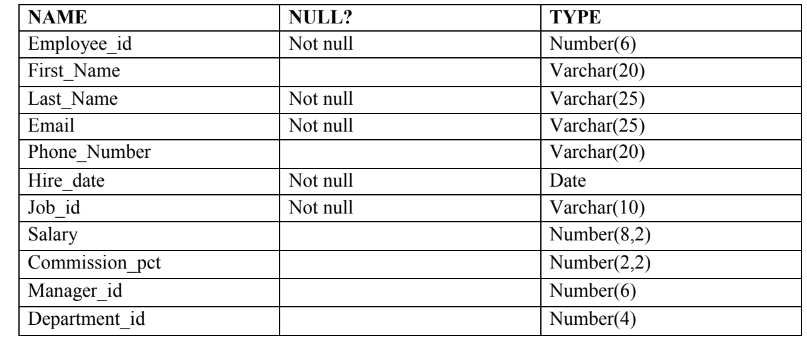 NAME NULL? TYPE
Employee_id Not null Number(6)
First_Name Varchar(20)
Last_Name Not null Varchar(25)
Email Not null Varchar(25)
Phone_Number Varchar(20)
Hire_date Not null Date
Job_id Not null Varchar(10)
Salary Number(8,2)
Commission_pct Number(2,2)
Manager_id Number(6)
Department_id Number(4)